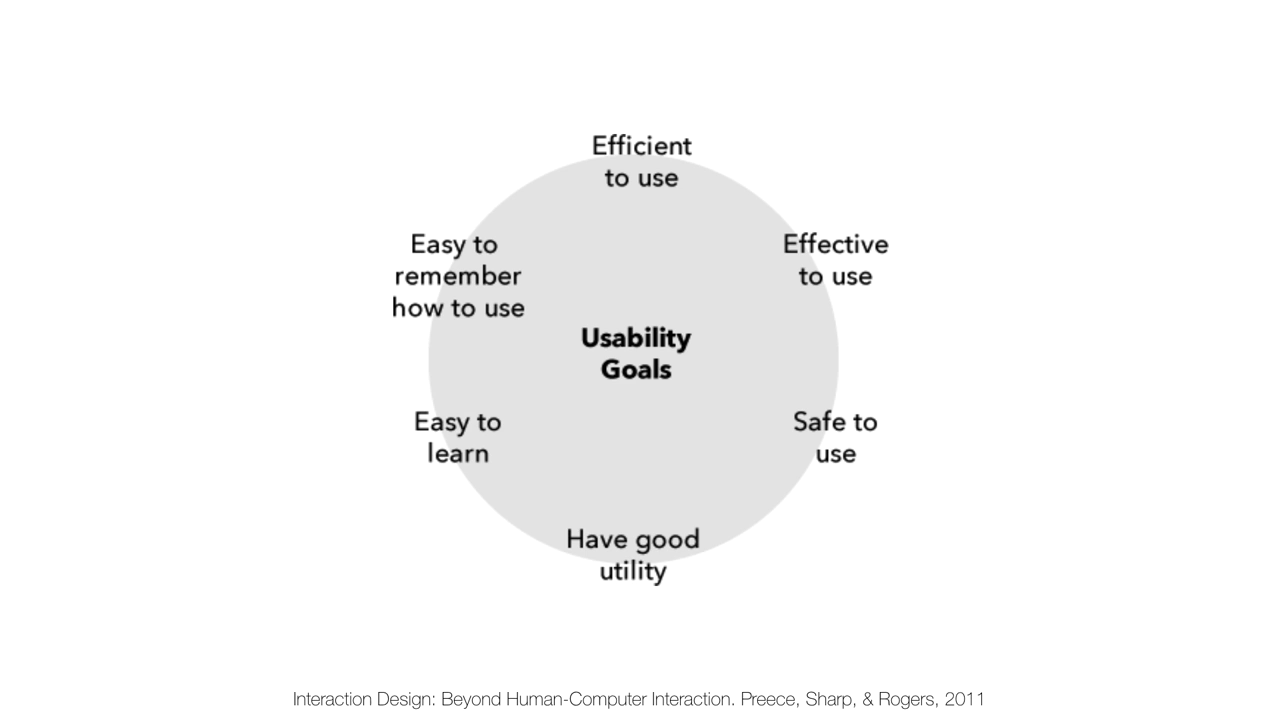 Efficient
to use
Easy to
remember
how to use
Effective
to use
Usability
Goals
Easy to
learn
Safe to
use
Have good
utility
Interaction Design: Beyond Human-Computer Interaction. Preece, Sharp, & Rogers, 2011